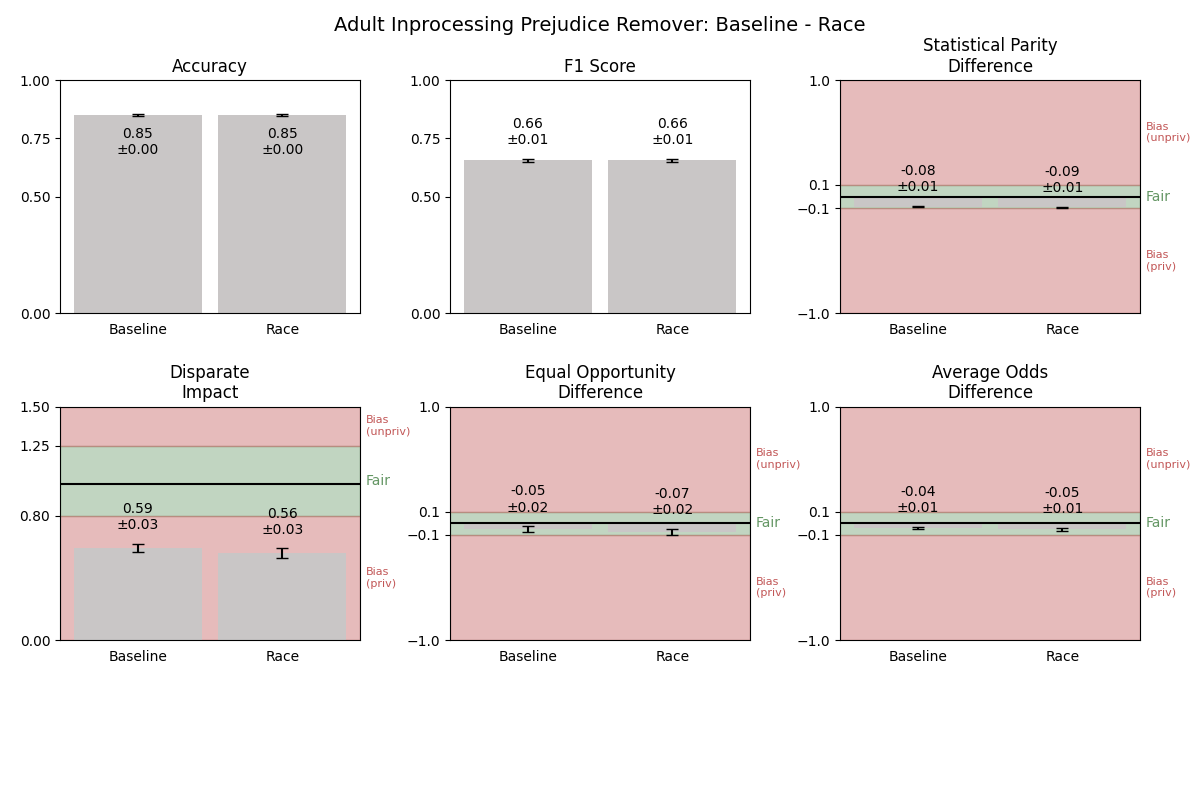 Adult Inprocessing Prejudice Remover: Baseline - Race
Accuracy
1.00
0.75
0.50
0.00
0.85
±0.00
0.85
±0.00
Baseline
Race
F1 Score
1.00
0.75
0.50
0.00
0.66
±0.01
0.66
±0.01
Baseline
Race
Statistical Parity
Difference
1.0
0.1
−0.1
−1.0
-0.08
±0.01
-0.09
±0.01
Bias
(unpriv)
Fair
Bias
(priv)
Baseline
Race
Disparate
Impact
1.50
1.25
0.80
0.00
0.59
±0.03
0.56
±0.03
Bias
(unpriv)
Fair
Bias
(priv)
Baseline
Race
Equal Opportunity
Difference
1.0
0.1
−0.1
−1.0
-0.05
±0.02
-0.07
±0.02
Bias
(unpriv)
Fair
Bias
(priv)
Baseline
Race
Average Odds
Difference
1.0
0.1
−0.1
−1.0
-0.04
±0.01
-0.05
±0.01
Bias
(unpriv)
Fair
Bias
(priv)
Baseline
Race